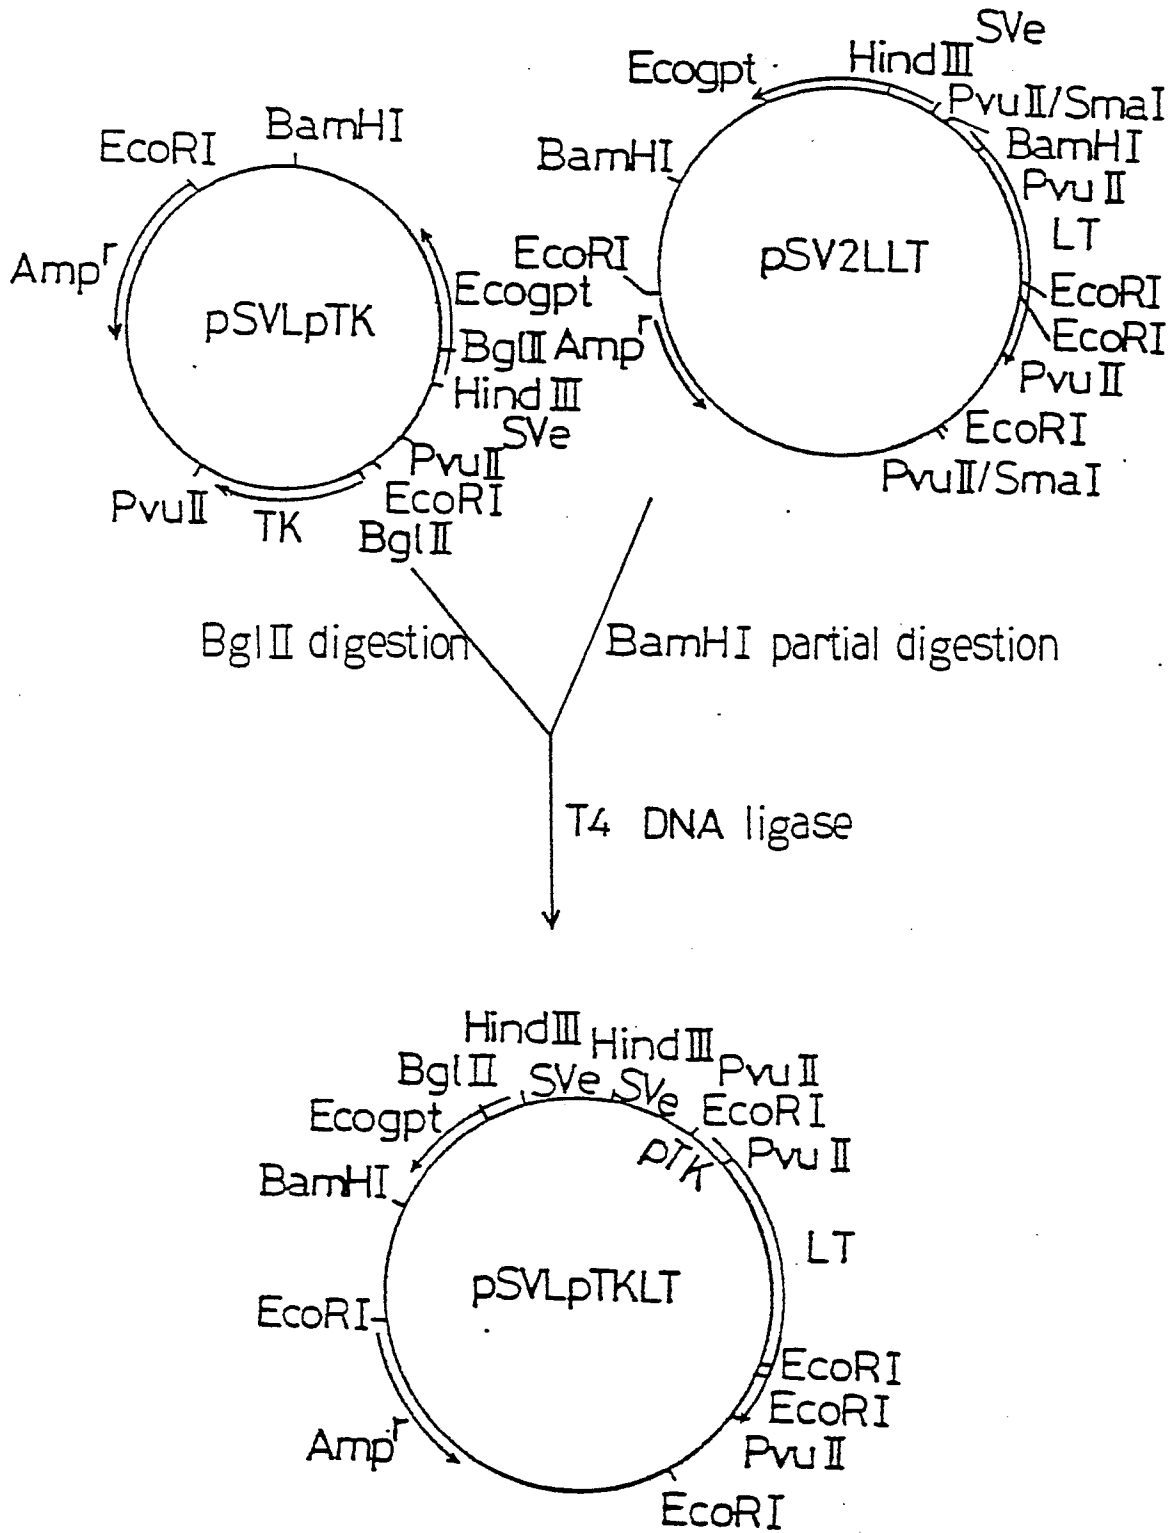 BamHI
EcoRI
Ampr
pSVLpTK
Ecogpt
BglII
HindIII
SVe
PvuII
EcoRI
BglII
TK
PvuII
SVe
HindIII
Ecogpt
PvuII/SmaI
BamHI
PvuII
BamHI
pSV2LLT
LT
EcoRI
EcoRI
EcoRI
Ampr
PvuII
EcoRI
PvuII/SmaI
BglII digestion
BamHI partial digestion
T4 DNA ligase
HindIII
HindIII
PvuII
BglII
SVe
SVe
EcoRI
Ecogpt
pTK
PvuII
BamHI
LT
pSVLpTKLT
EcoRI
EcoRI
EcoRI
Ampr
PvuII
EcoRI